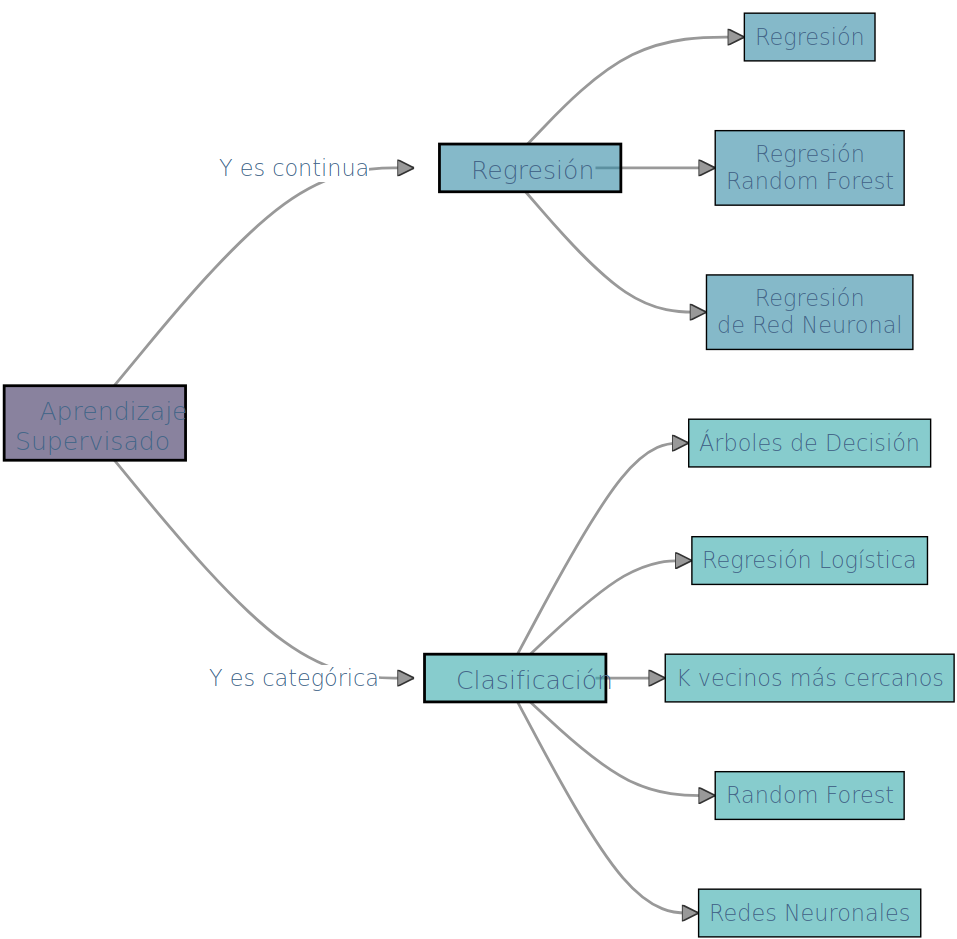 Regresión
Regresión
Random Forest
Y es continua
Regresión
Regresión
de Red Neuronal
Aprendizaje
Supervisado
Árboles de Decisión
Regresión Logística
Y es categórica
Clasificación
K vecinos más cercanos
Random Forest
Redes Neuronales